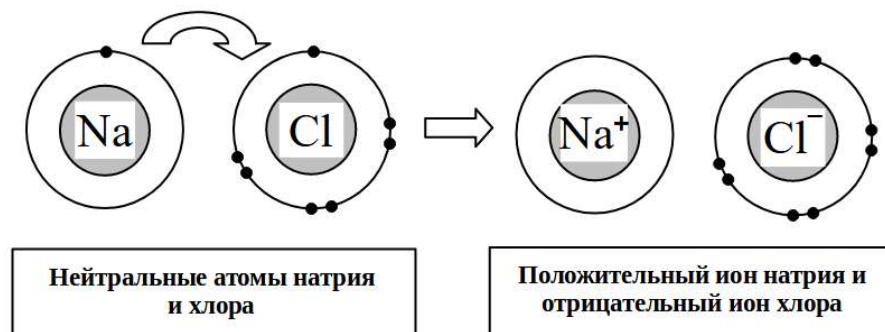 Na
Cl
Na⁺
Cl⁻
Нейтральные атомы натрия
и хлора
Положительный ион натрия и
отрицательный ион хлора